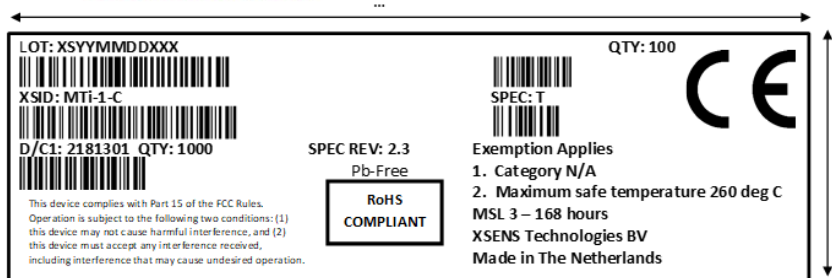 ...
LOT: XSYYMMDDXXX
QTY: 100
XSID: MTi-1-C
SPEC: T
CE
D/C1: 2181301 QTY: 1000
SPEC REV: 2.3
Pb-Free
RoHS
COMPLIANT
Exemption Applies
1. Category N/A
2. Maximum safe temperature 260 deg C
MSL 3 – 168 hours
XSENS Technologies BV
Made in The Netherlands
This device complies with Part 15 of the FCC Rules.
Operation is subject to the following two conditions: (1)
this device may not cause harmful interference, and (2)
this device must accept any interference received,
including interference that may cause undesired operation.